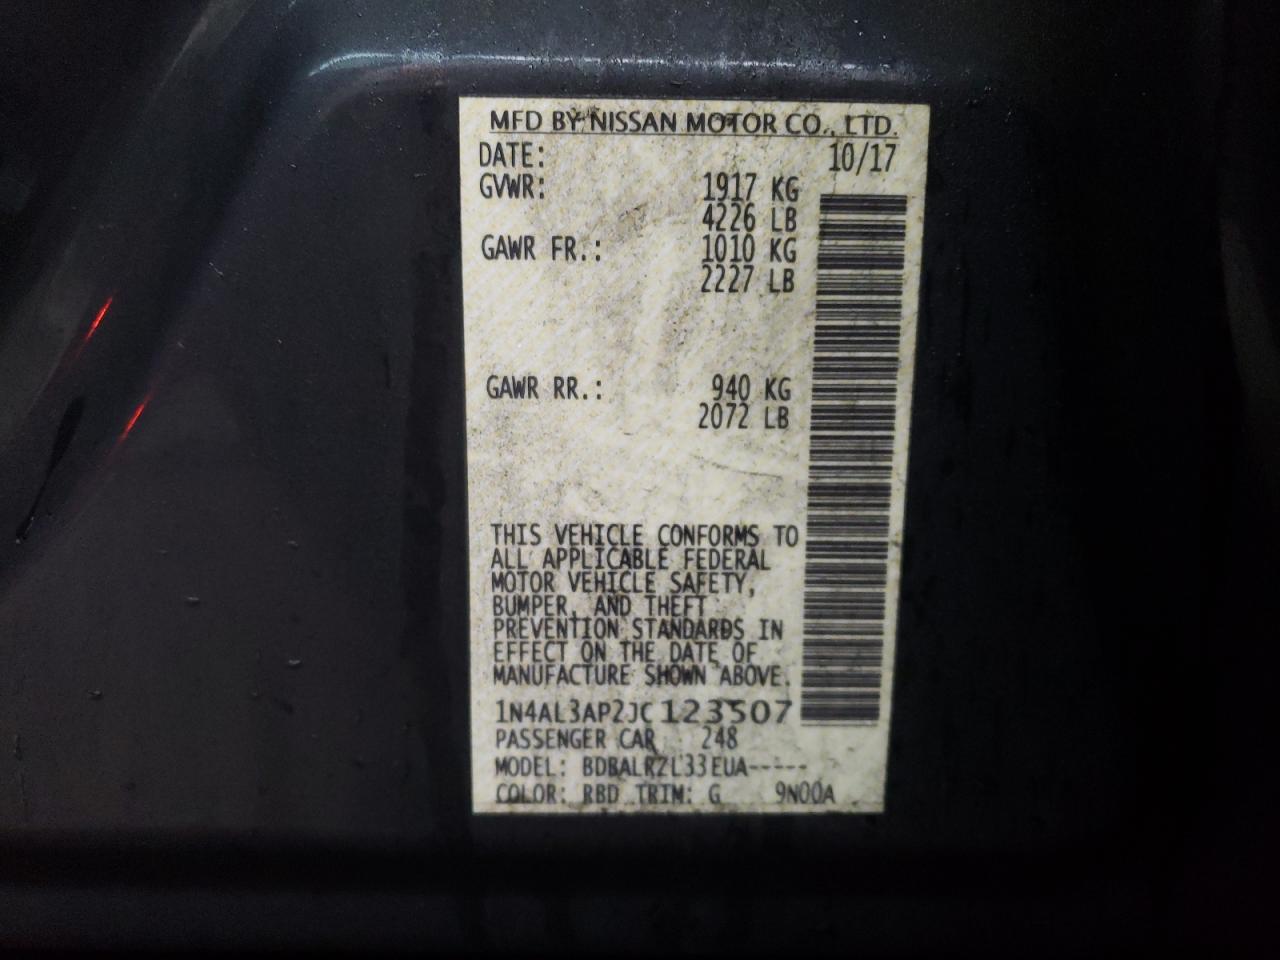 MFD BY NISSAN MOTOR CO., LTD.
DATE: 10/17
GVWR: 1917 KG
4226 LB
GAWR FR.: 1010 KG
2227 LB
GAWR RR.: 940 KG
2072 LB
THIS VEHICLE CONFORMS TO
ALL APPLICABLE FEDERAL
MOTOR VEHICLE SAFETY,
BUMPER, AND THEFT
PREVENTION STANDARDS IN
EFFECT ON THE DATE OF
MANUFACTURE SHOWN ABOVE.
1N4AL3AP2JC123507
PASSENGER CAR 248
MODEL: BDBALRZL33EUA-----
COLOR: RBD TRIM: G 9N00A